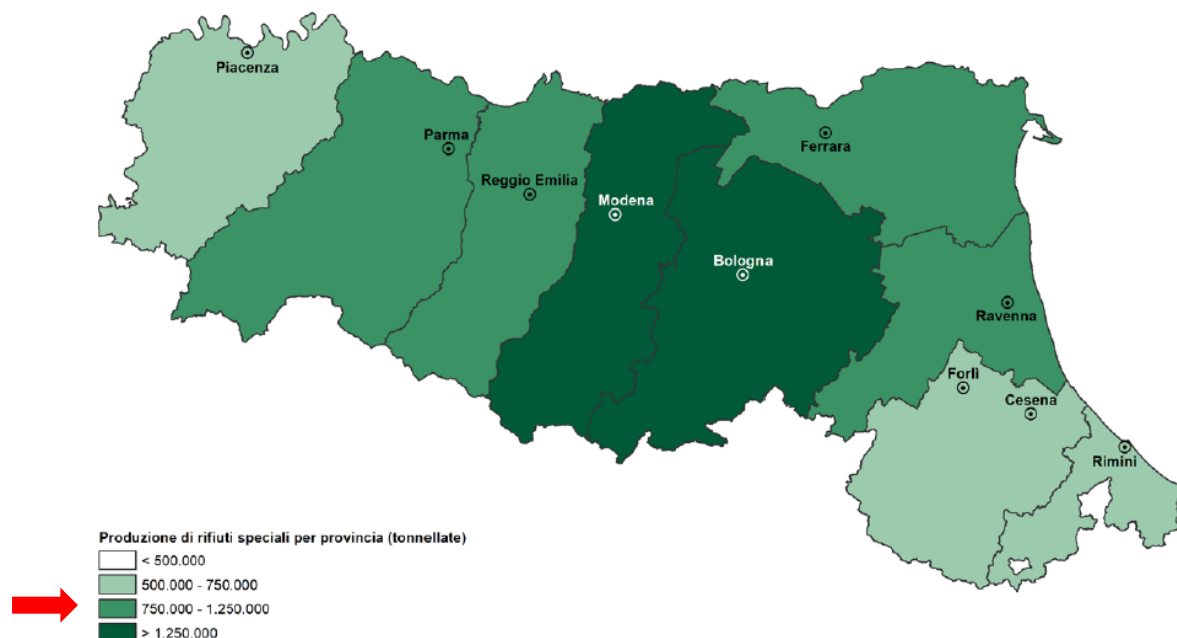 Piacenza
Parma
Ferrara
Reggio Emilia
Modena
Bologna
Ravenna
Forlì
Cesena
Rimini
Produzione di rifiuti speciali per provincia (tonnellate)
< 500.000
500.000 - 750.000
750.000 - 1.250.000
> 1.250.000